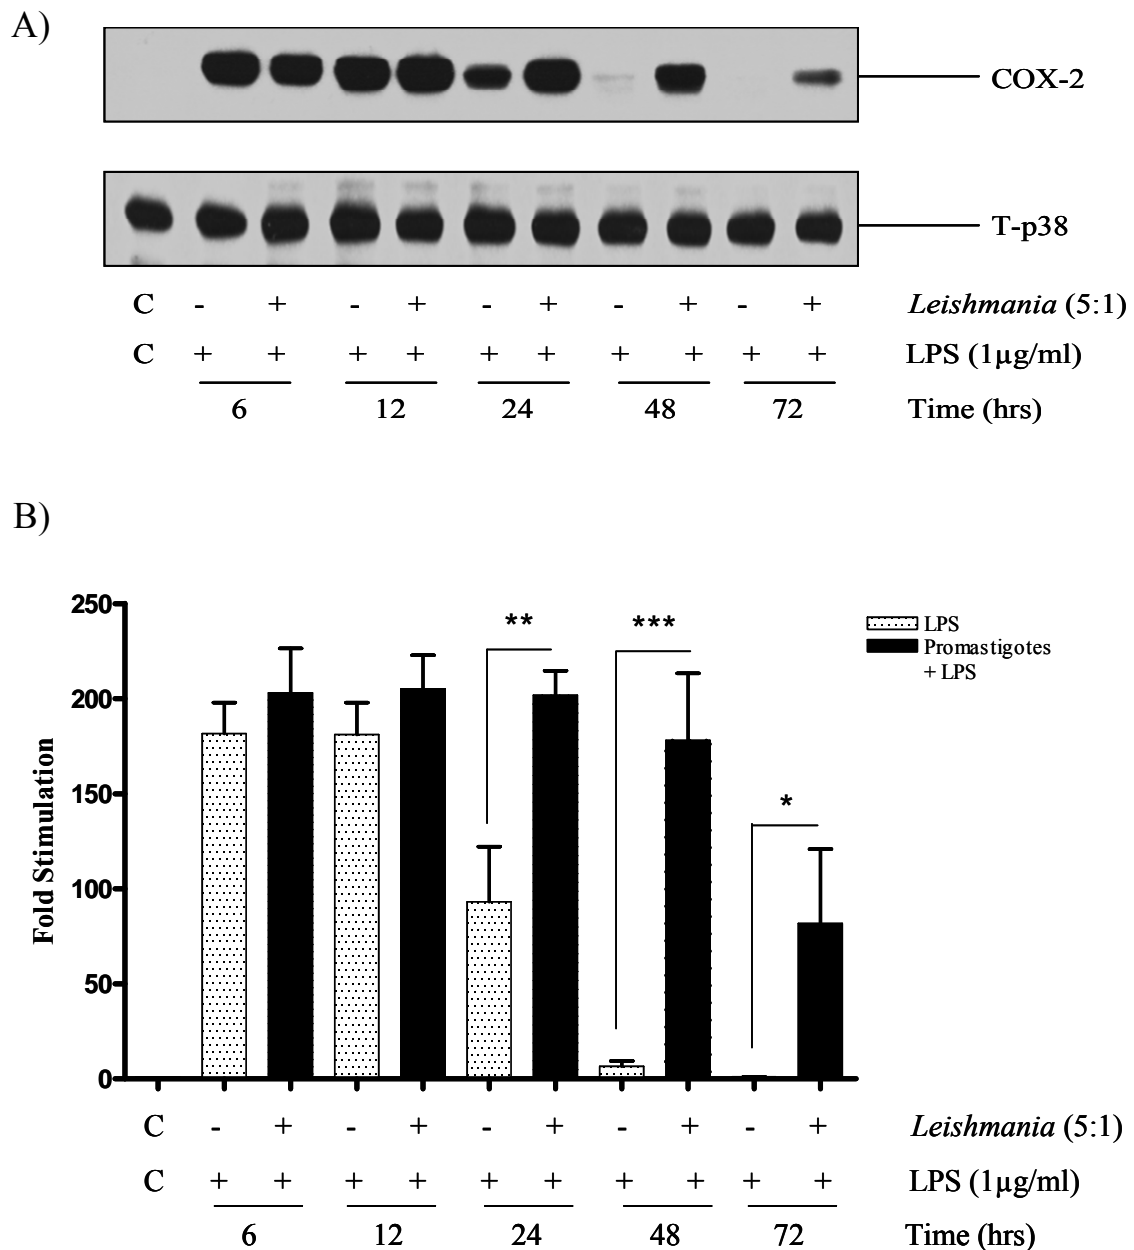 A)
COX-2
T-p38
C - + - + - + - + - + Leishmania (5:1)
C + + + + + + + + + + LPS (1µg/ml)
6 12 24 48 72 Time (hrs)
B)
250
200
150
100
50
0
Fold Stimulation
** *** *
LPS
Promastigotes
+ LPS
C - + - + - + - + - + Leishmania (5:1)
C + + + + + + + + + + LPS (1µg/ml)
6 12 24 48 72 Time (hrs)